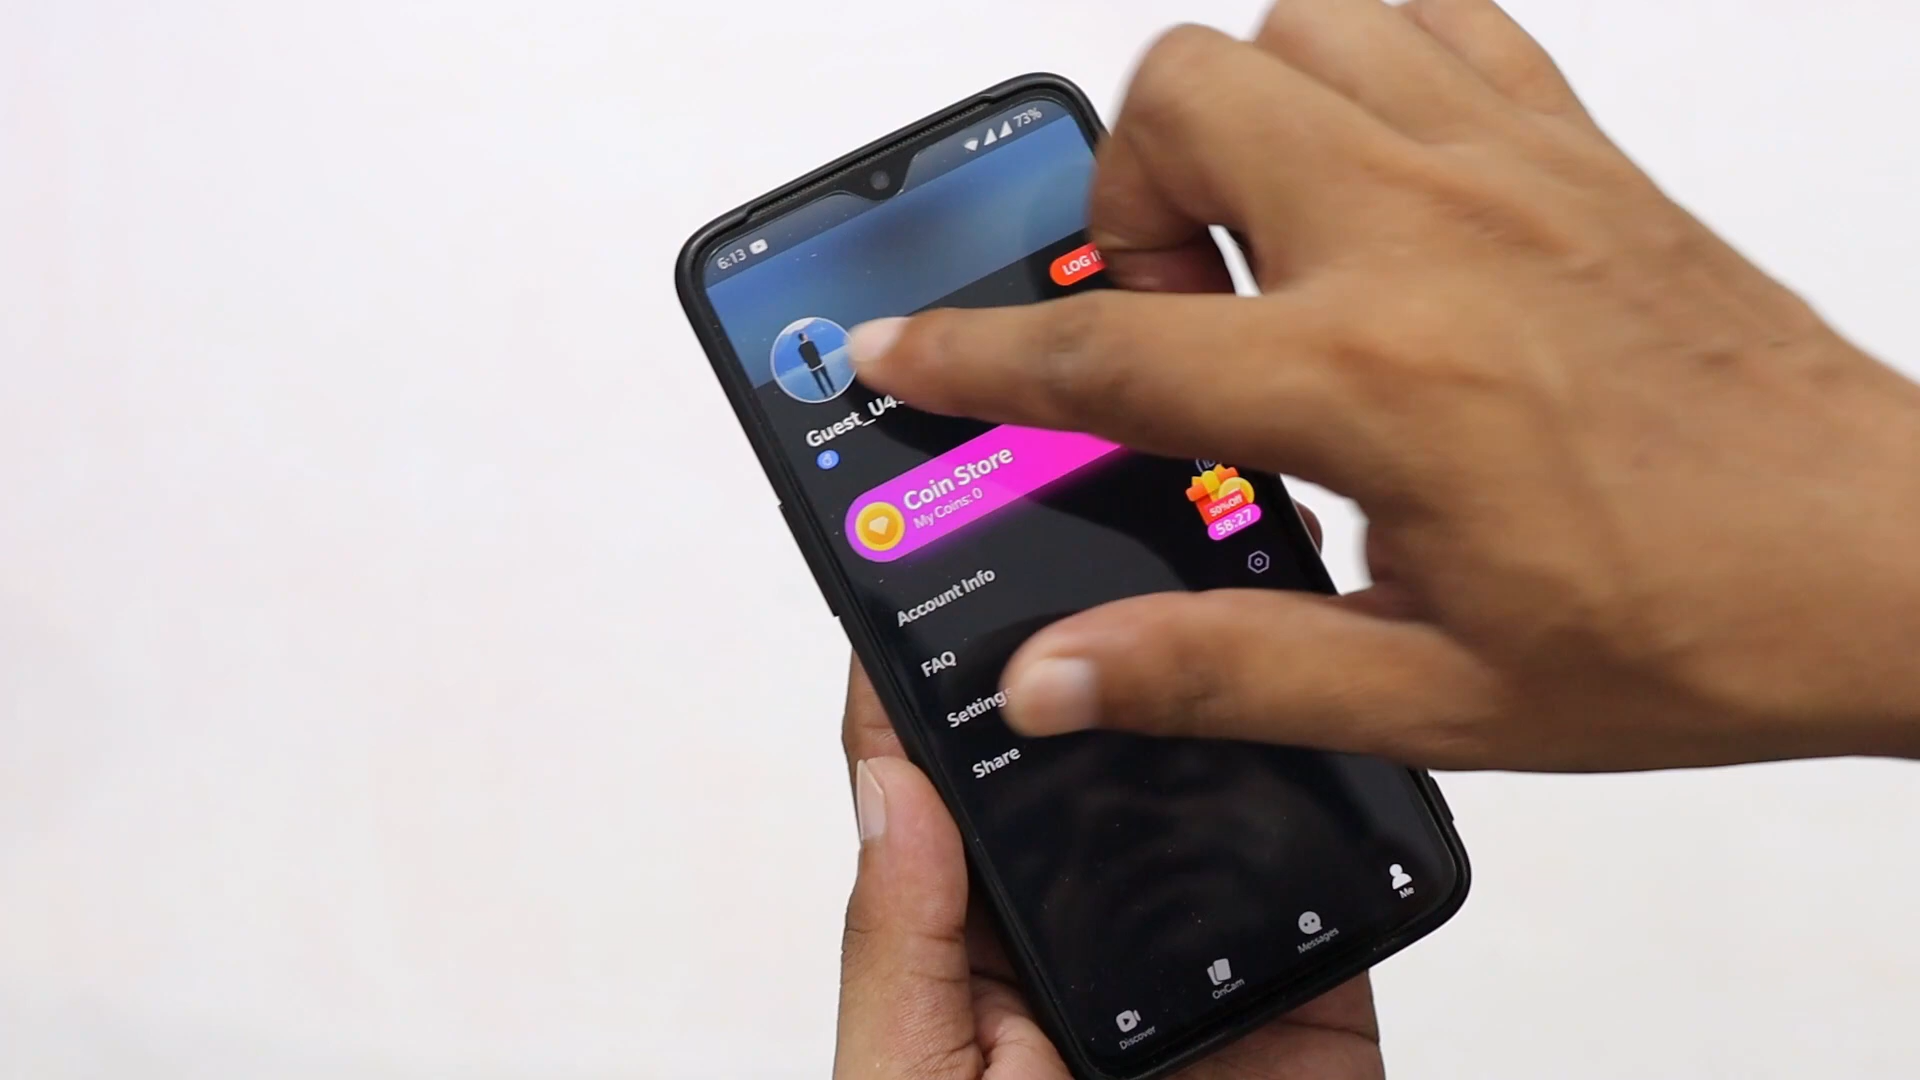 6:13
73%
LOG I
Guest_U4
Coin Store
My Coins: 0
50%Off
58:27
Account Info
FAQ
Setting
Share
Discover
OnCam
Messages
Me